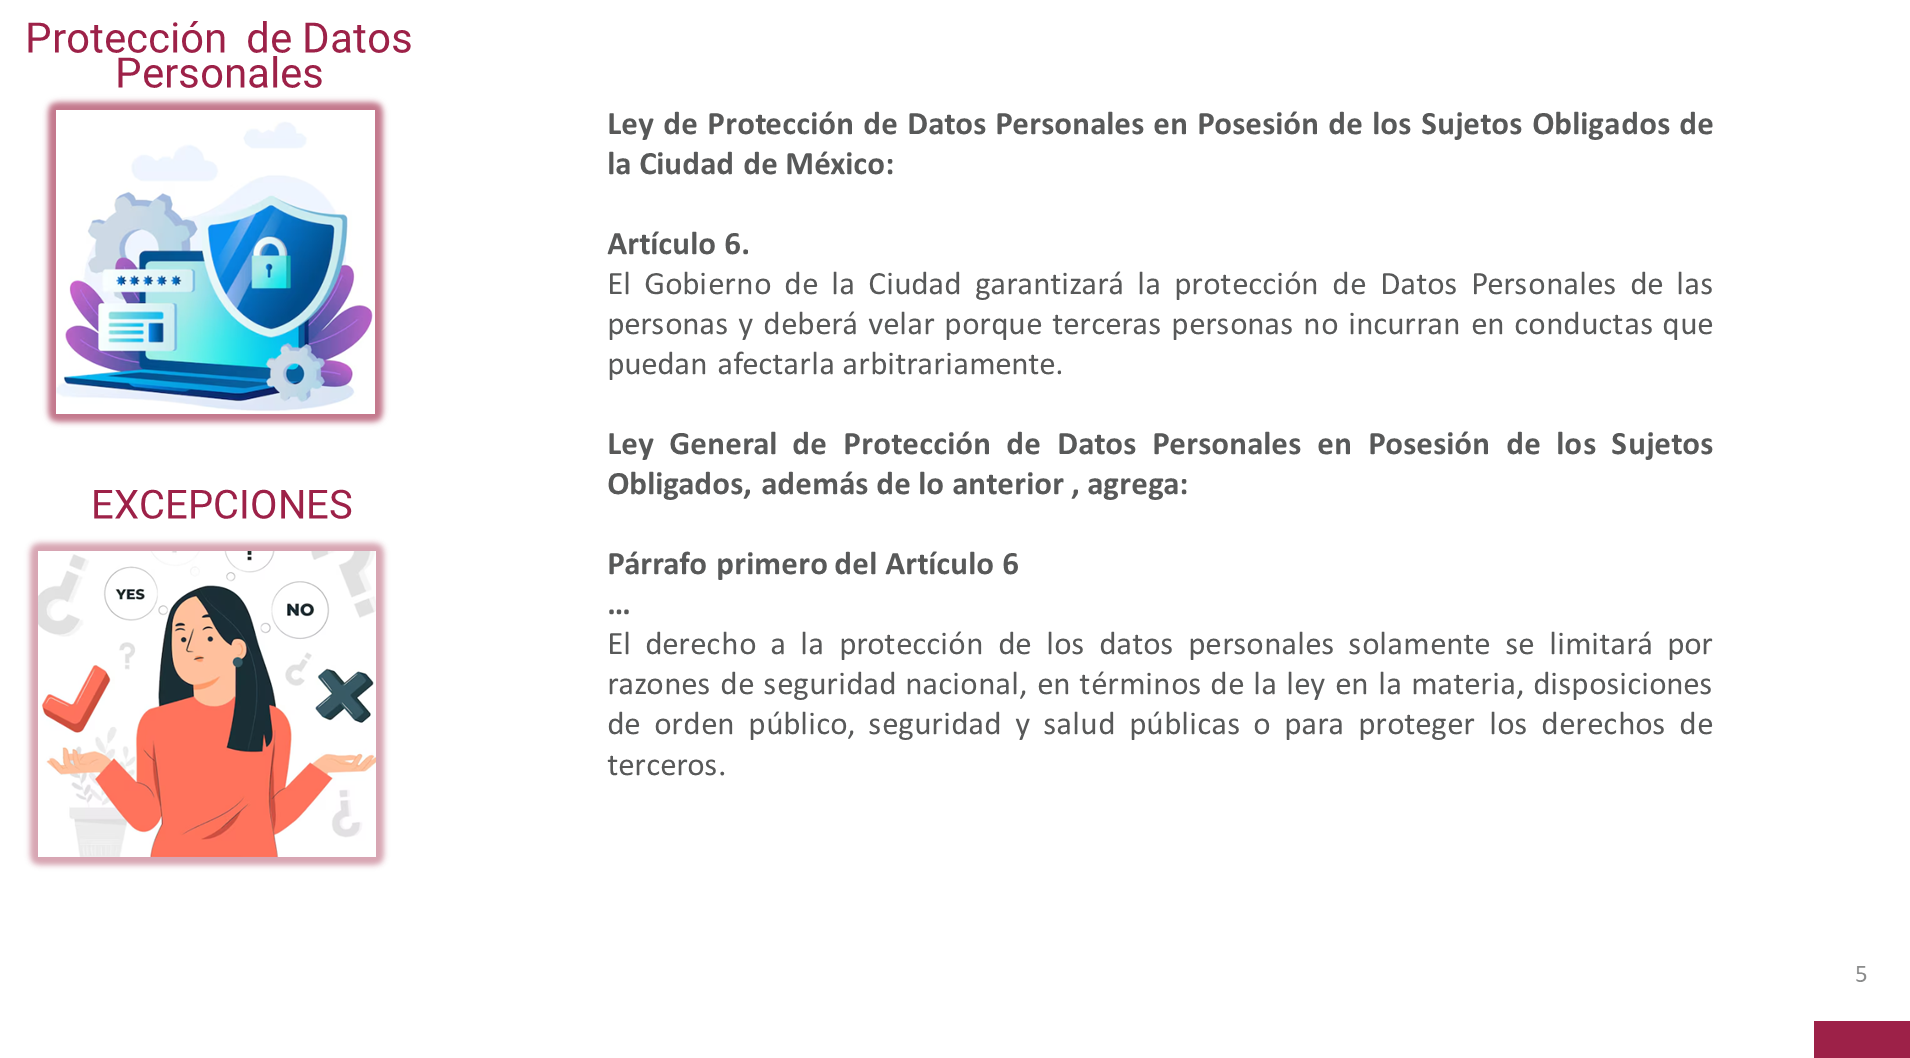 Protección  de Datos
Personales
Ley de Protección de Datos Personales en Posesión de los Sujetos Obligados de
la Ciudad de México:
Artículo 6.
El Gobierno de la Ciudad garantizará la protección de Datos Personales de las
personas y deberá velar porque terceras personas no incurran en conductas que
puedan afectarla arbitrariamente.
Ley General de Protección de Datos Personales en Posesión de los Sujetos
Obligados, además de lo anterior , agrega:
EXCEPCIONES
YES
NO
Párrafo primero del Artículo 6
...
El derecho a la protección de los datos personales solamente se limitará por
razones de seguridad nacional, en términos de la ley en la materia, disposiciones
de orden público, seguridad y salud públicas o para proteger los derechos de
terceros.
5